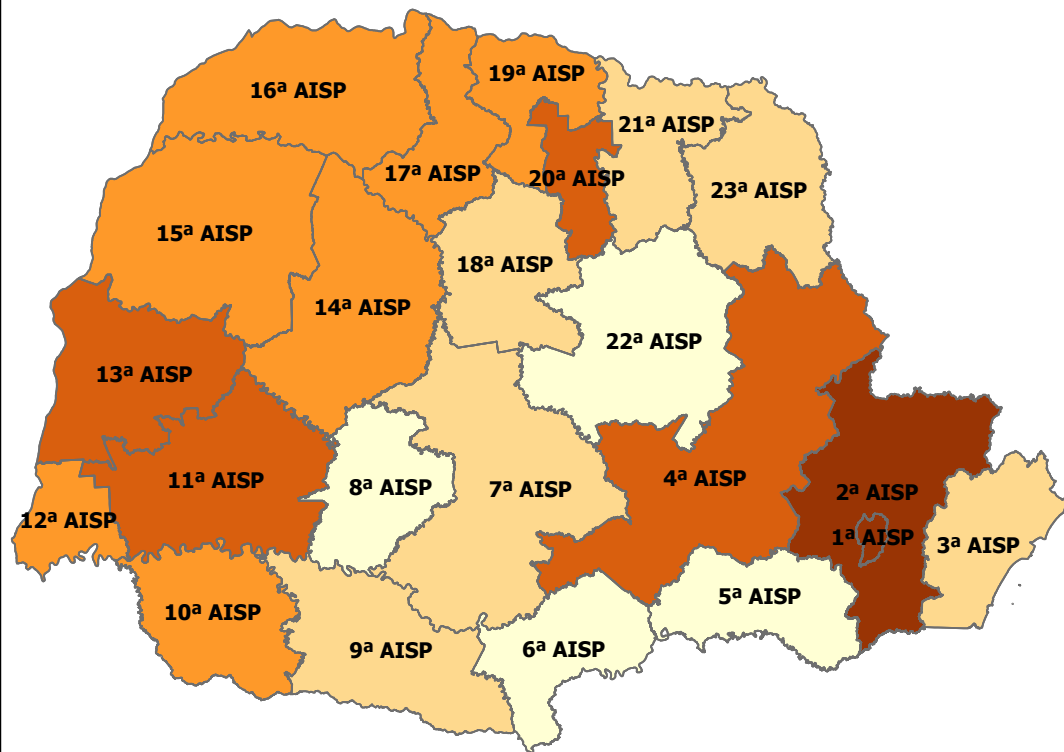 19ª AISP
16ª AISP
21ª AISP
17ª AISP
20ª AISP
23ª AISP
15ª AISP
18ª AISP
14ª AISP
22ª AISP
13ª AISP
11ª AISP
8ª AISP
7ª AISP
4ª AISP
2ª AISP
12ª AISP
1ª AISP
3ª AISP
10ª AISP
5ª AISP
9ª AISP
6ª AISP